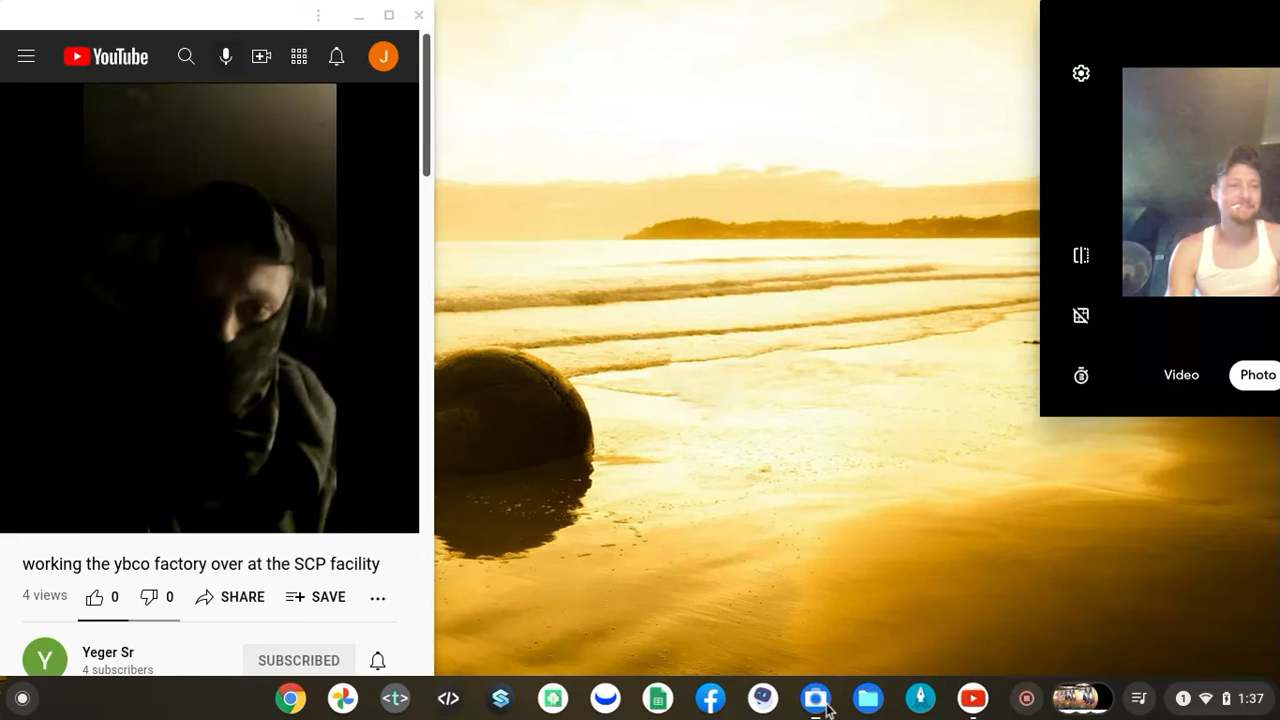 YouTube
J
Video
Photo
working the ybco factory over at the SCP facility
4 views 0 0 SHARE SAVE
Y
Yeger Sr
4 subscribers
SUBSCRIBED
1 1:37